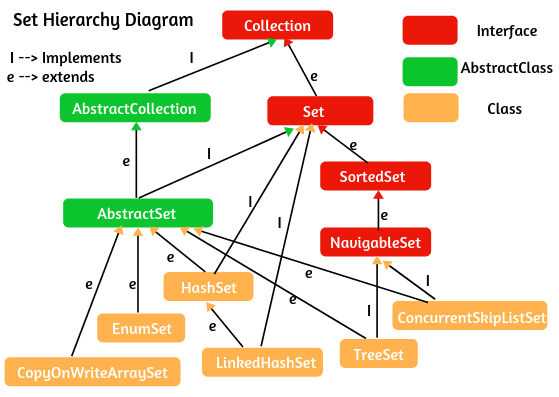 Set Hierarchy Diagram
Collection
Interface
I --> Implements
e --> extends
I
e
AbstractClass
AbstractCollection
Set
Class
e
I
e
SortedSet
AbstractSet
I
I
e
NavigableSet
e
e
e
e
e
I
I
HashSet
EnumSet
e
ConcurrentSkipListSet
CopyOnWriteArraySet
LinkedHashSet
TreeSet